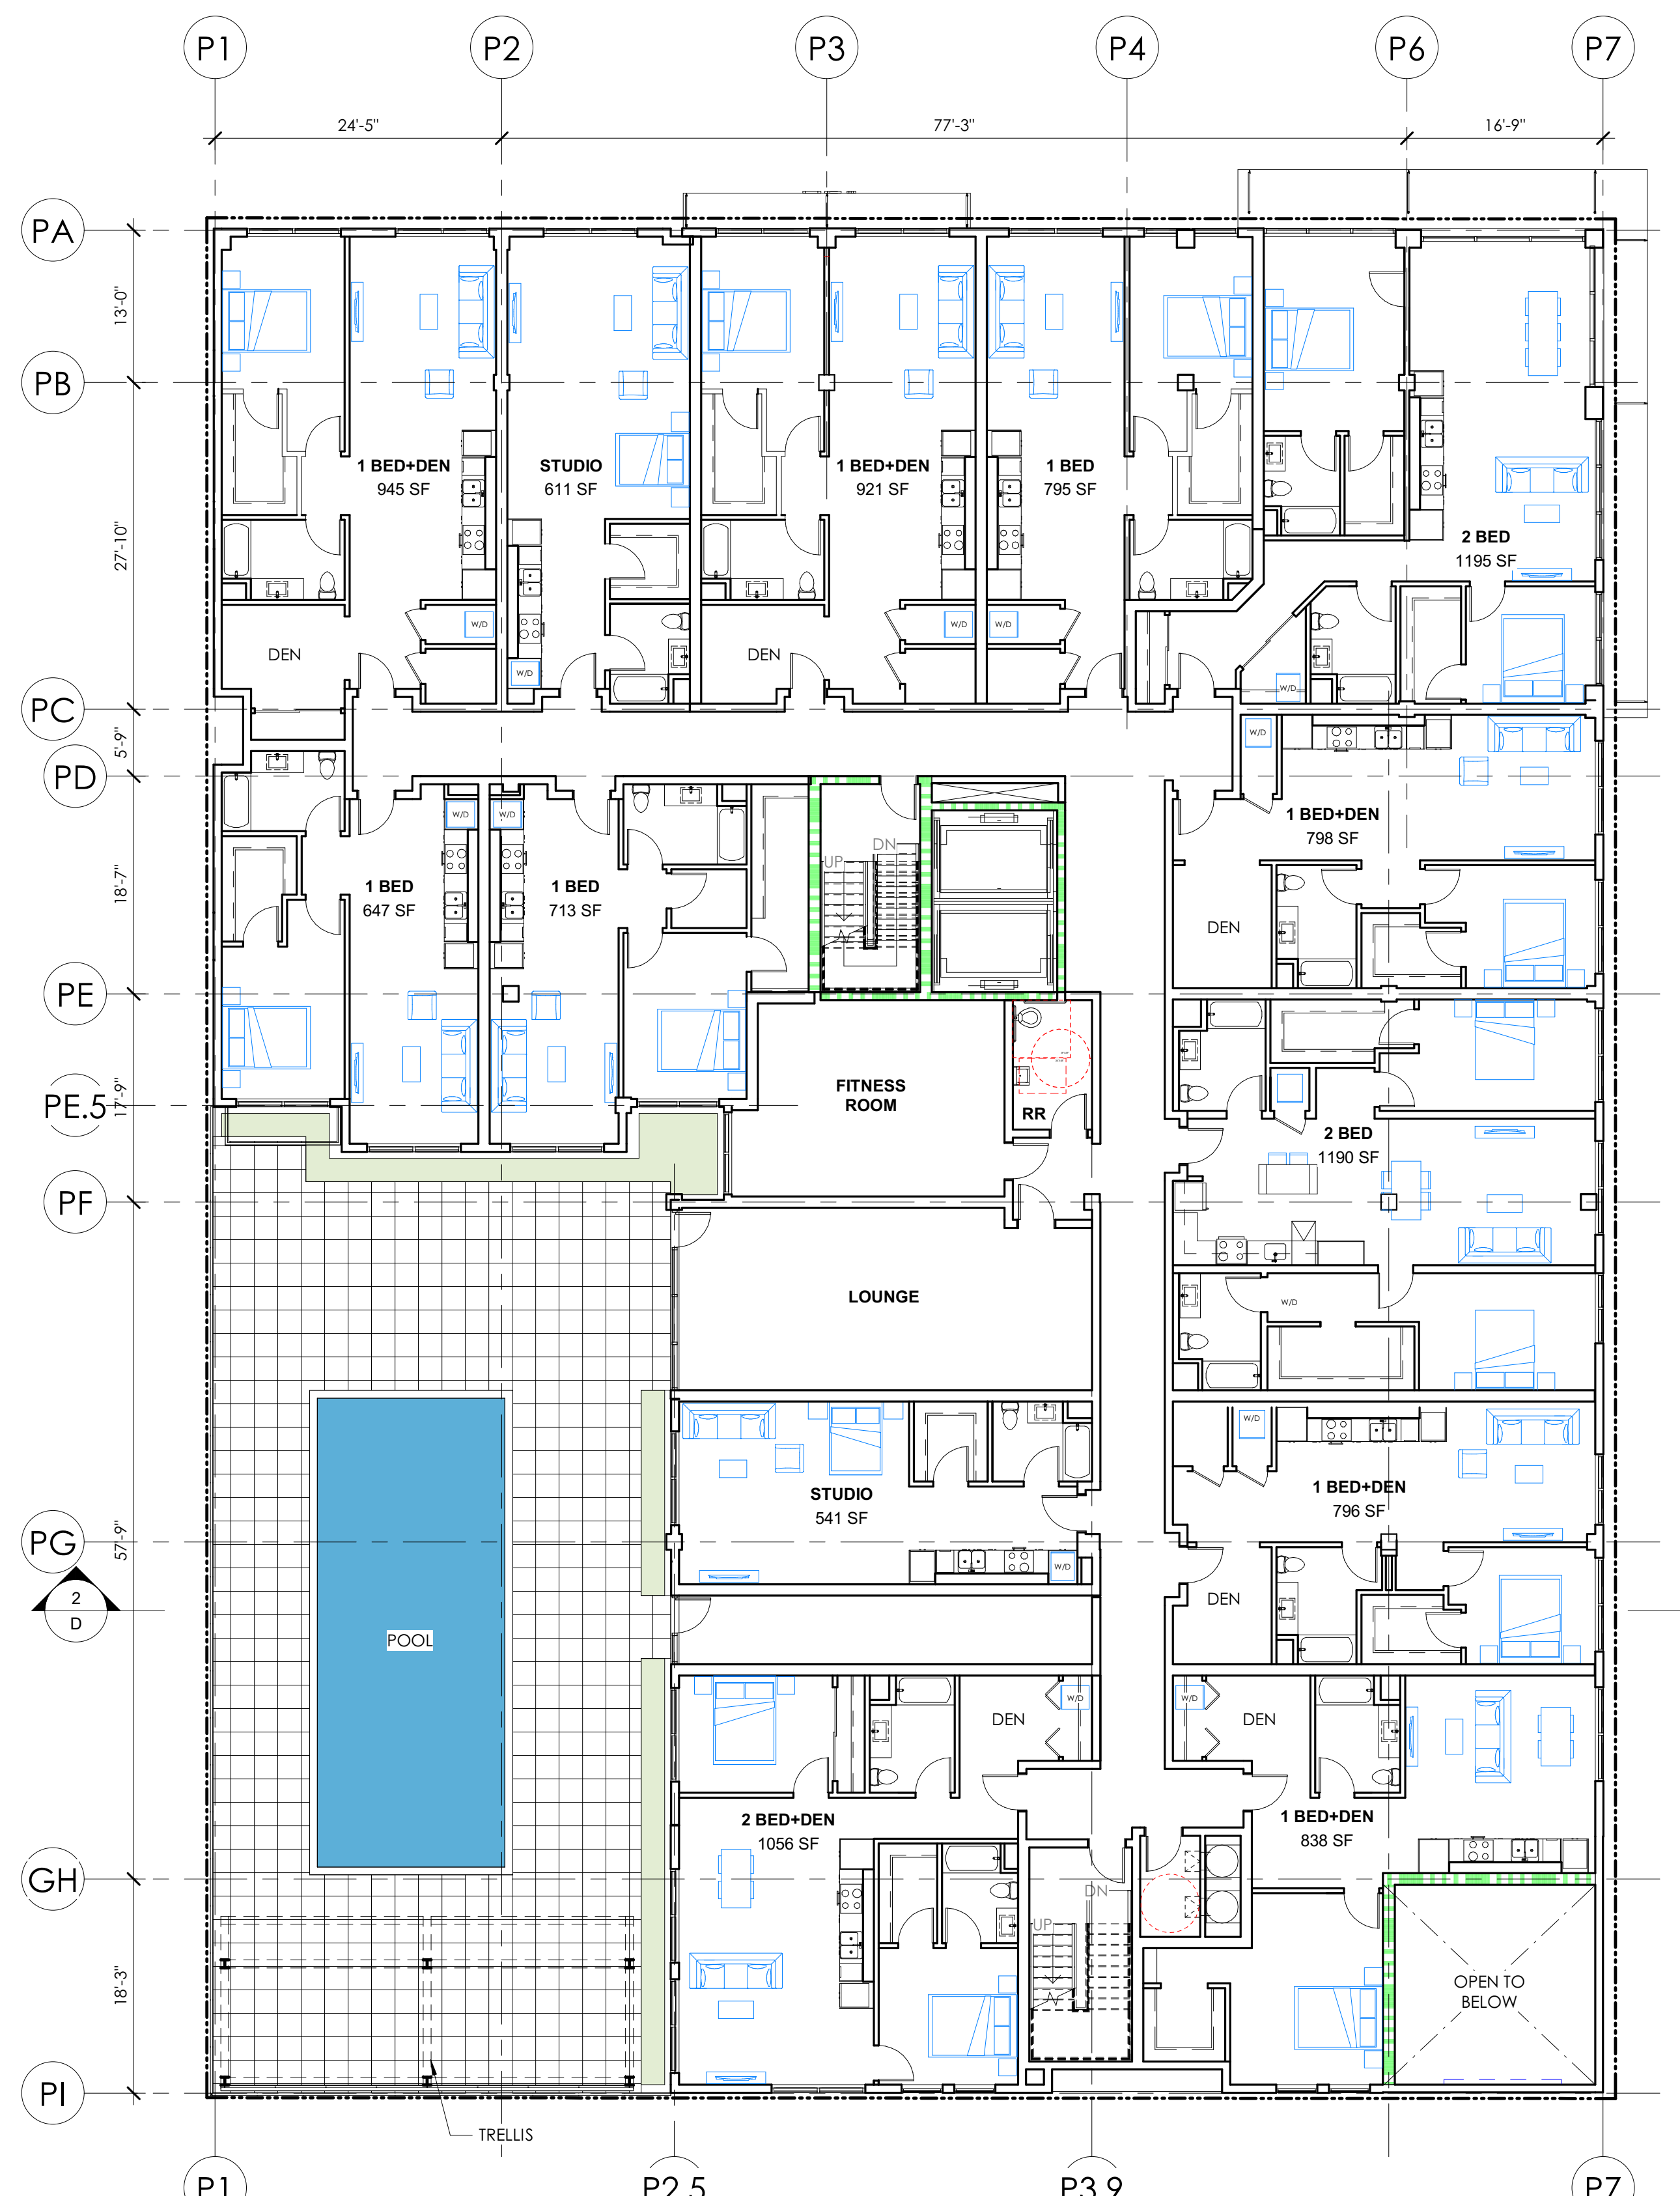 P1 P2 P3 P4 P6 P7
24'-5" 77'-3" 16'-9"
PA
13'-0"
PB
1 BED+DEN
945 SF
STUDIO
611 SF
1 BED+DEN
921 SF
1 BED
795 SF
27'-10"
2 BED
1195 SF
W/D
W/D
W/D
DEN
DEN
W/D
W/D
PC
5'-9"
W/D
PD
W/D
W/D
1 BED+DEN
798 SF
UP
DN
18'-7"
1 BED
647 SF
1 BED
713 SF
DEN
PE
FITNESS
ROOM
17'-9"
PE.5
RR
2 BED
1190 SF
PF
LOUNGE
W/D
W/D
STUDIO
541 SF
1 BED+DEN
796 SF
PG
57'-9"
W/D
2
D
DEN
POOL
W/D
W/D
DEN
DEN
2 BED+DEN
1056 SF
1 BED+DEN
838 SF
GH
DN
UP
18'-3"
OPEN TO
BELOW
PI
TRELLIS
P1 P2.5 P3.9 P7